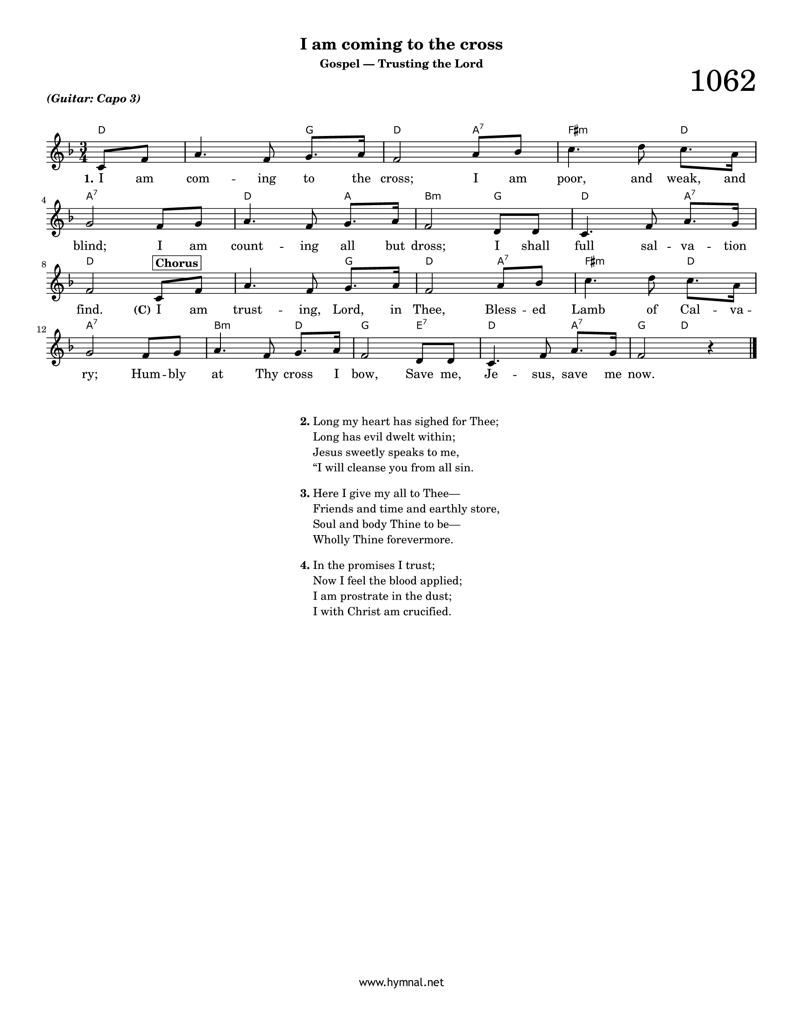 I am coming to the cross
Gospel — Trusting the Lord
1062
(Guitar: Capo 3)
D G D A7 F♯m D
1. I am com - ing to the cross; I am poor, and weak, and
4
A7 D A Bm G D A7
blind; I am count - ing all but dross; I shall full sal - va - tion
8
D Chorus G D A7 F♯m D
find. (C) I am trust - ing, Lord, in Thee, Bless - ed Lamb of Cal - va -
12
A7 Bm D G E7 D A7 G D
ry; Hum - bly at Thy cross I bow, Save me, Je - sus, save me now.
2. Long my heart has sighed for Thee;
Long has evil dwelt within;
Jesus sweetly speaks to me,
“I will cleanse you from all sin.
3. Here I give my all to Thee—
Friends and time and earthly store,
Soul and body Thine to be—
Wholly Thine forevermore.
4. In the promises I trust;
Now I feel the blood applied;
I am prostrate in the dust;
I with Christ am crucified.
www.hymnal.net